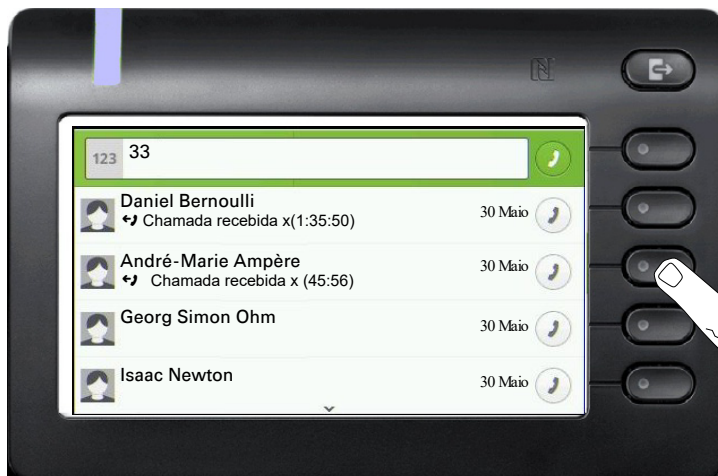 123 33
Daniel Bernoulli
Chamada recebida x(1:35:50) 30 Maio
André-Marie Ampère
Chamada recebida x (45:56) 30 Maio
Georg Simon Ohm
30 Maio
Isaac Newton
30 Maio